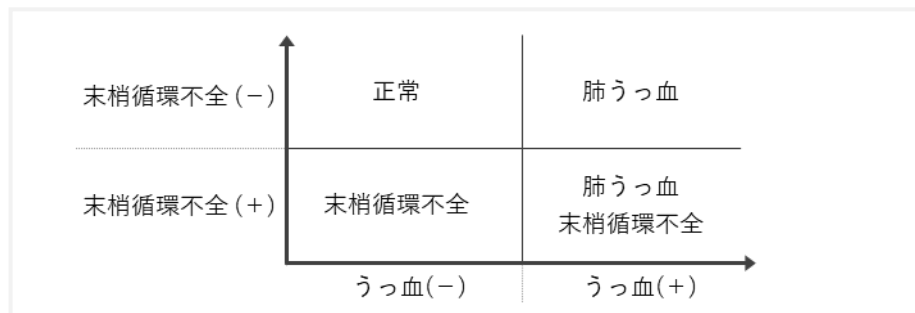 末梢循環不全(−)
正常
肺うっ血
末梢循環不全(+)
末梢循環不全
肺うっ血
末梢循環不全
うっ血(−)
うっ血(+)